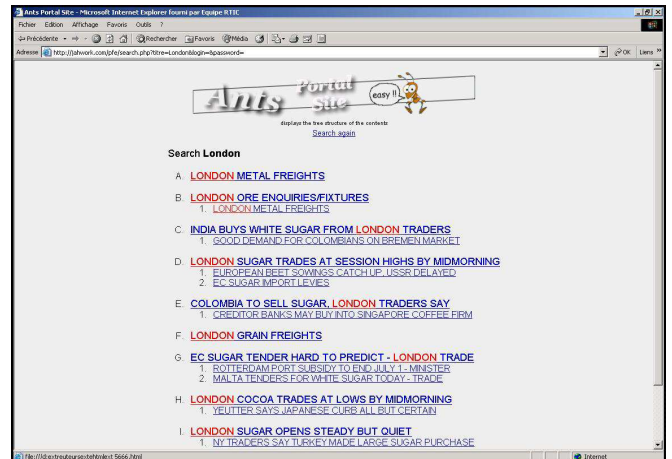 Ants Portal Site - Microsoft Internet Explorer fourni par Equipe RTIC
Fichier Edition Affichage Favoris Outils ?
Précédente Rechercher Favoris Média
Adresse http://jahwork.com/pfe/search.php?titre=London&login=&password= OK Liens »
Ants Portal Site
easy !!
displays the tree structure of the contents
Search again
Search London
A. LONDON METAL FREIGHTS
B. LONDON ORE ENQUIRIES/FIXTURES
1. LONDON METAL FREIGHTS
C. INDIA BUYS WHITE SUGAR FROM LONDON TRADERS
1. GOOD DEMAND FOR COLOMBIANS ON BREMEN MARKET
D. LONDON SUGAR TRADES AT SESSION HIGHS BY MIDMORNING
1. EUROPEAN BEET SOWINGS CATCH UP, USSR DELAYED
2. EC SUGAR IMPORT LEVIES
E. COLOMBIA TO SELL SUGAR, LONDON TRADERS SAY
1. CREDITOR BANKS MAY BUY INTO SINGAPORE COFFEE FIRM
F. LONDON GRAIN FREIGHTS
G. EC SUGAR TENDER HARD TO PREDICT - LONDON TRADE
1. ROTTERDAM PORT SUBSIDY TO END JULY 1 - MINISTER
2. MALTA TENDERS FOR WHITE SUGAR TODAY - TRADE
H. LONDON COCOA TRADES AT LOWS BY MIDMORNING
1. YEUTTER SAYS JAPANESE CURB ALL BUT CERTAIN
I. LONDON SUGAR OPENS STEADY BUT QUIET
1. NY TRADERS SAY TURKEY MADE LARGE SUGAR PURCHASE
Internet